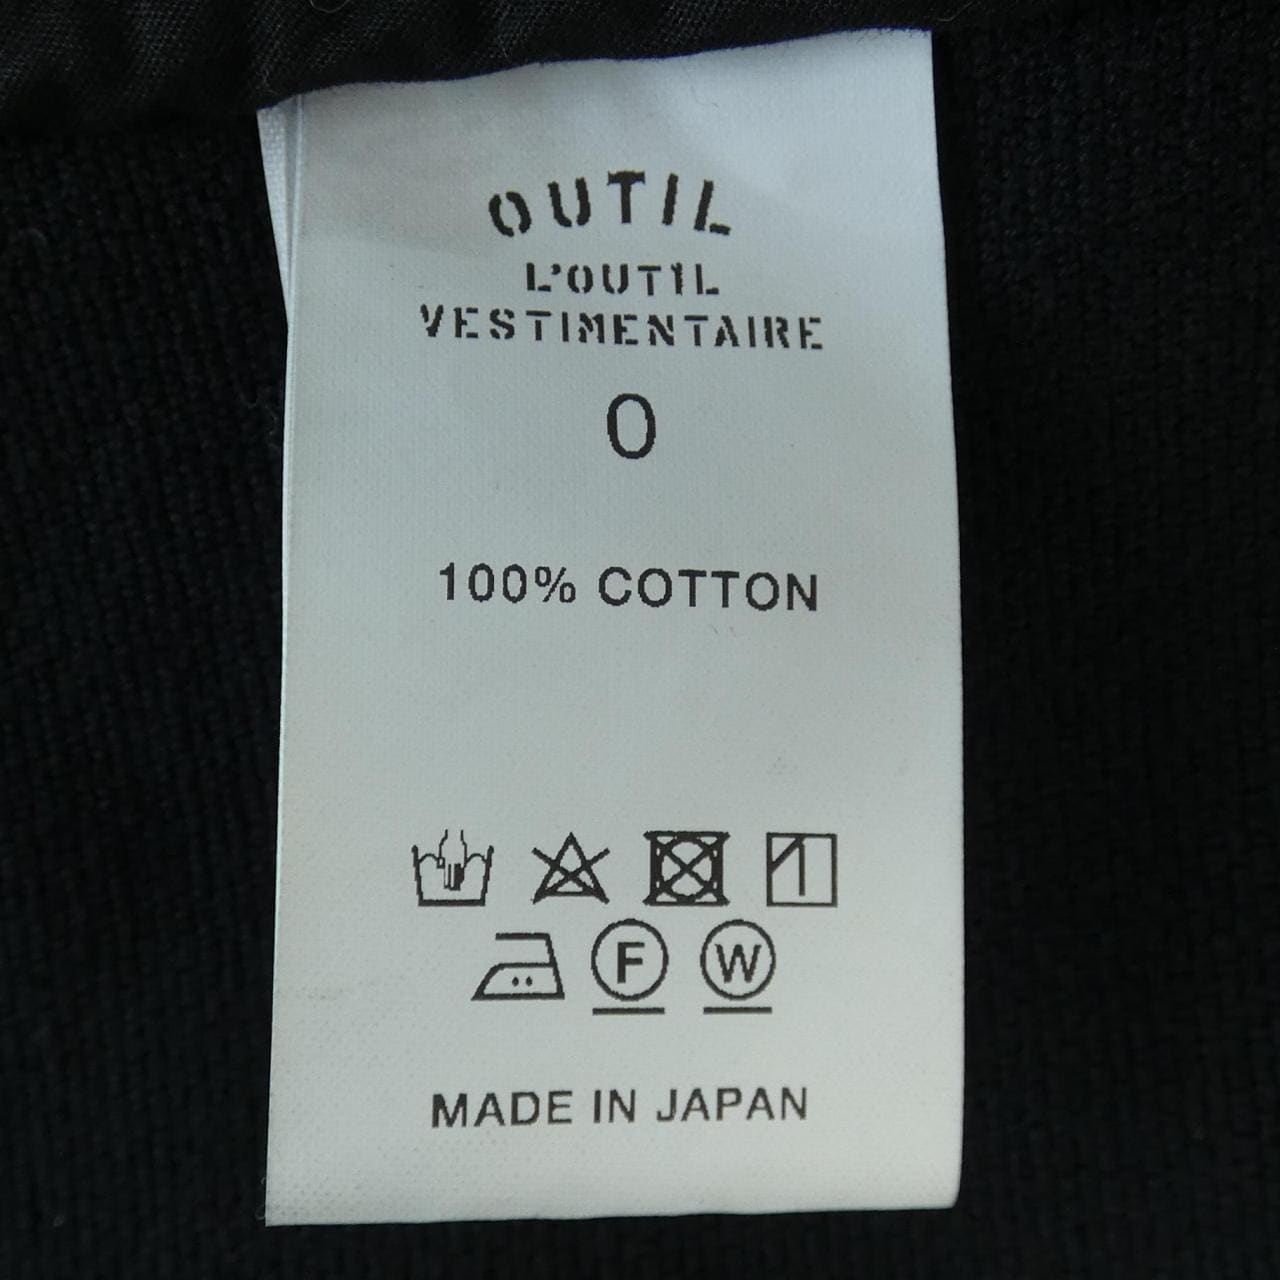 OUTIL
L'OUTIL
VESTIMENTAIRE
0
100% COTTON
F W
MADE IN JAPAN